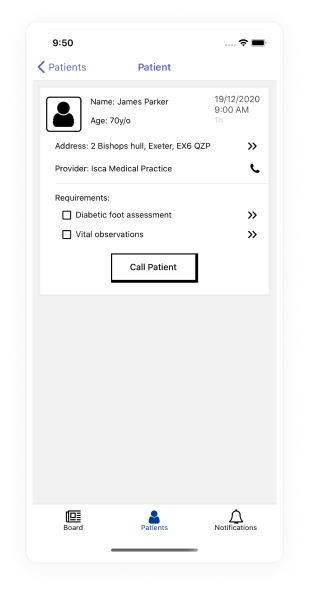 9:50
Patients
Patient
Name: James Parker
19/12/2020
9:00 AM
Age: 70y/o
1h
Address: 2 Bishops hull, Exeter, EX6 QZP
Provider: Isca Medical Practice
Requirements:
Diabetic foot assessment
Vital observations
Call Patient
Board
Patients
Notifications